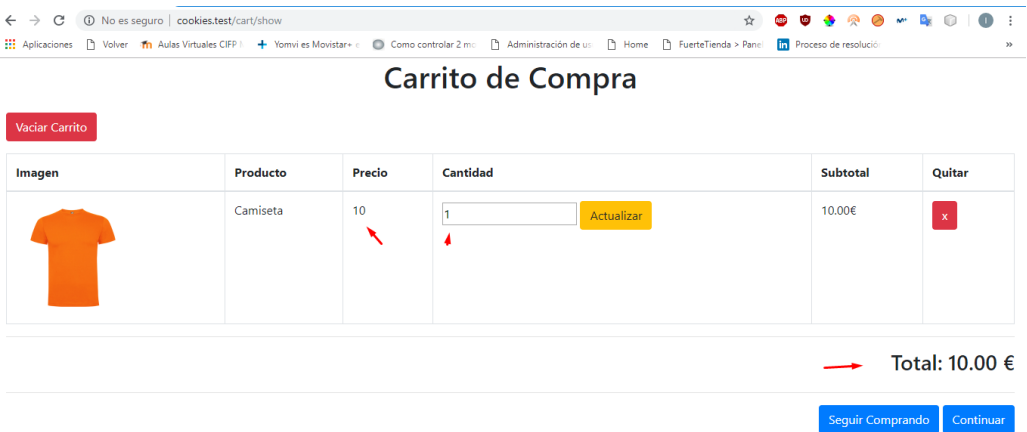 No es seguro | cookies.test/cart/show
Aplicaciones Volver Aulas Virtuales CIFP Yomvi es Movistar+ Como controlar 2 Administración de Home FuerteTienda > Pane Proceso de resolució »
Carrito de Compra
Vaciar Carrito
Imagen Producto Precio Cantidad Subtotal Quitar
Camiseta 10 1 Actualizar 10.00€ x
Total: 10.00 €
Seguir Comprando Continuar